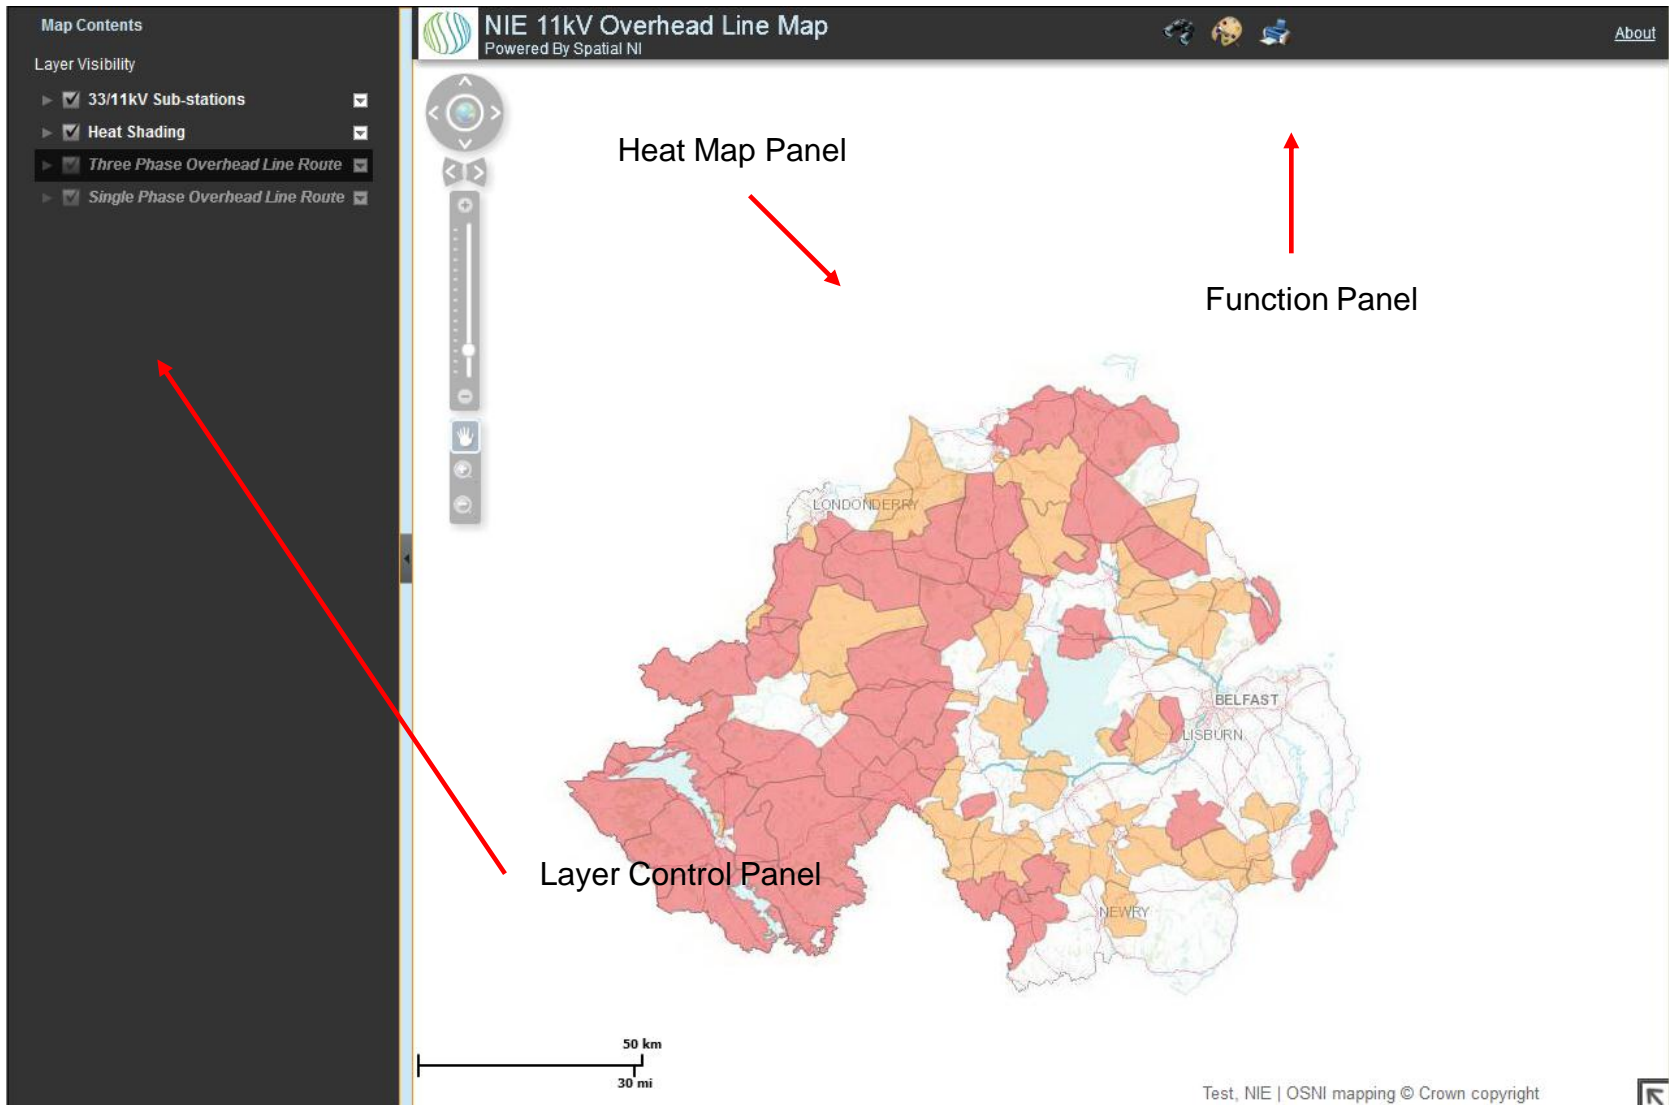 Map Contents
Layer Visibility
33/11kV Sub-stations
Heat Shading
Three Phase Overhead Line Route
Single Phase Overhead Line Route
NIE 11kV Overhead Line Map
Powered By Spatial NI
About
Heat Map Panel
Function Panel
LONDONDERRY
BELFAST
LISBURN
Layer Control Panel
NEWRY
50 km
30 mi
Test, NIE | OSNI mapping © Crown copyright